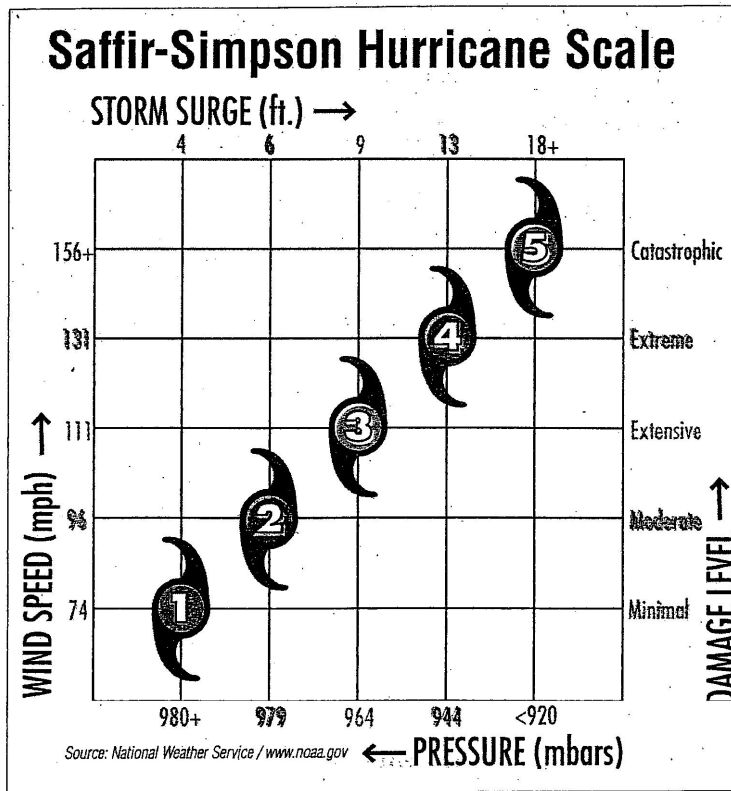 Saffir-Simpson Hurricane Scale
STORM SURGE (ft.) →
4 6 9 13 18+
156+ 5 Catastrophic
131 4 Extreme
111 3 Extensive
96 2 Moderate
74 1 Minimal
WIND SPEED (mph) →
DAMAGE LEVEL →
980+ 979 964 944 <920
Source: National Weather Service / www.noaa.gov ← PRESSURE (mbars)